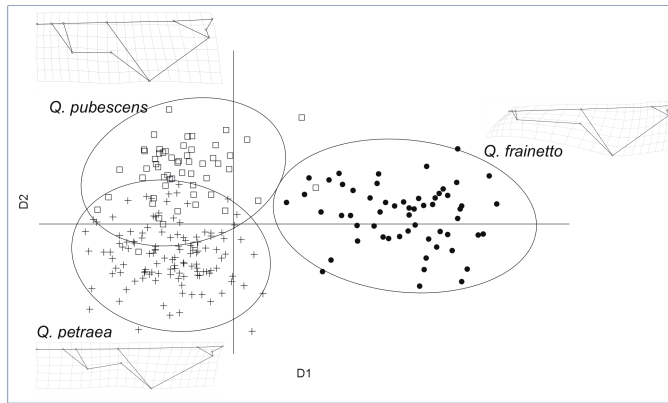 Q. pubescens
Q. frainetto
D2
Q. petraea
D1